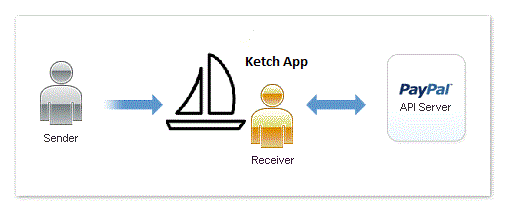 Ketch App
PayPal
API Server
Sender
Receiver